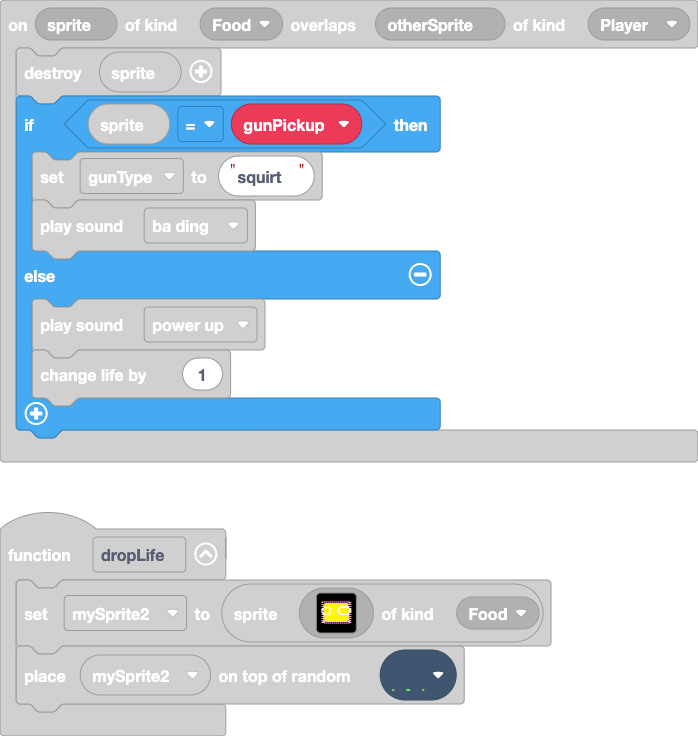 on sprite of kind Food overlaps otherSprite of kind Player
destroy sprite
if sprite = gunPickup then
set gunType to "squirt"
play sound ba ding
else
play sound power up
change life by 1
function dropLife
set mySprite2 to sprite of kind Food
place mySprite2 on top of random